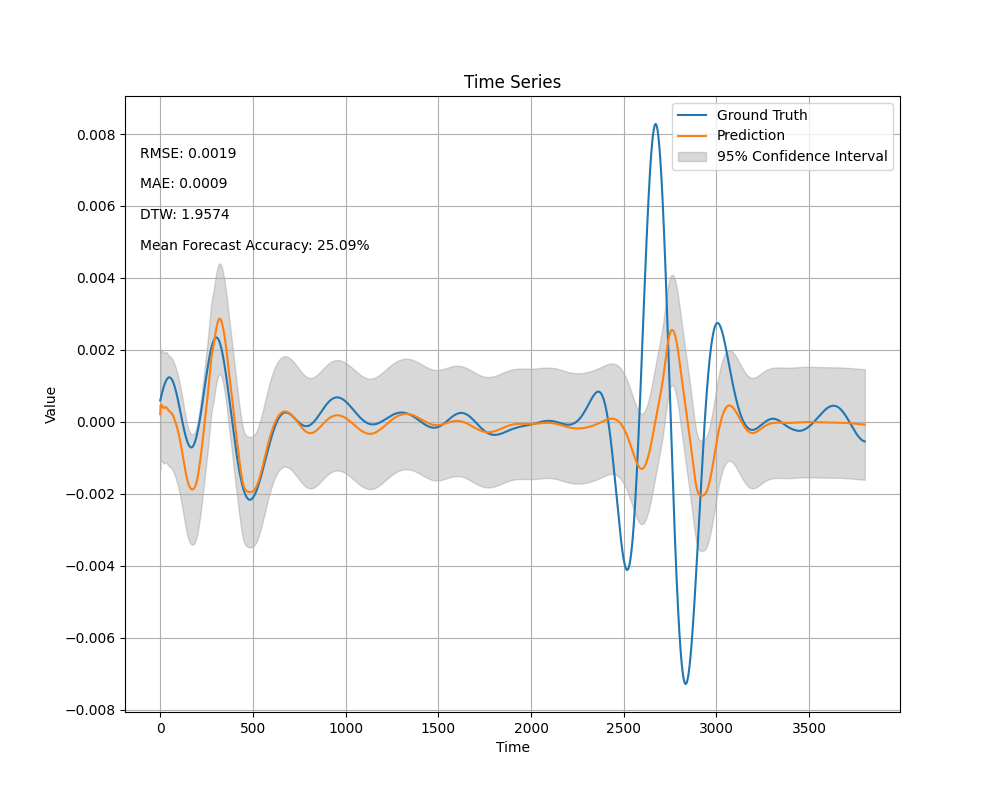 Time Series
Ground Truth
Prediction
95% Confidence Interval
RMSE: 0.0019
MAE: 0.0009
DTW: 1.9574
Mean Forecast Accuracy: 25.09%
Value
0.008
0.006
0.004
0.002
0.000
−0.002
−0.004
−0.006
−0.008
0 500 1000 1500 2000 2500 3000 3500
Time